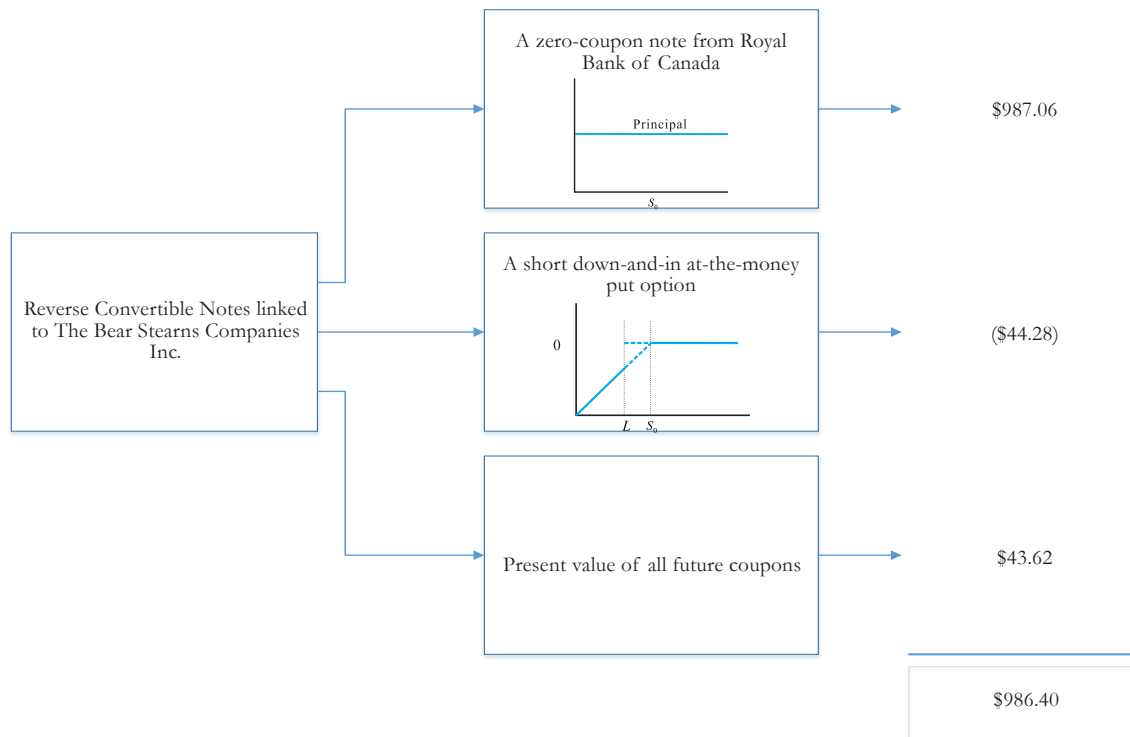 A zero-coupon note from Royal
Bank of Canada
Principal
S₀
$987.06
Reverse Convertible Notes linked
to The Bear Stearns Companies
Inc.
A short down-and-in at-the-money
put option
0
L S₀
($44.28)
Present value of all future coupons
$43.62
$986.40